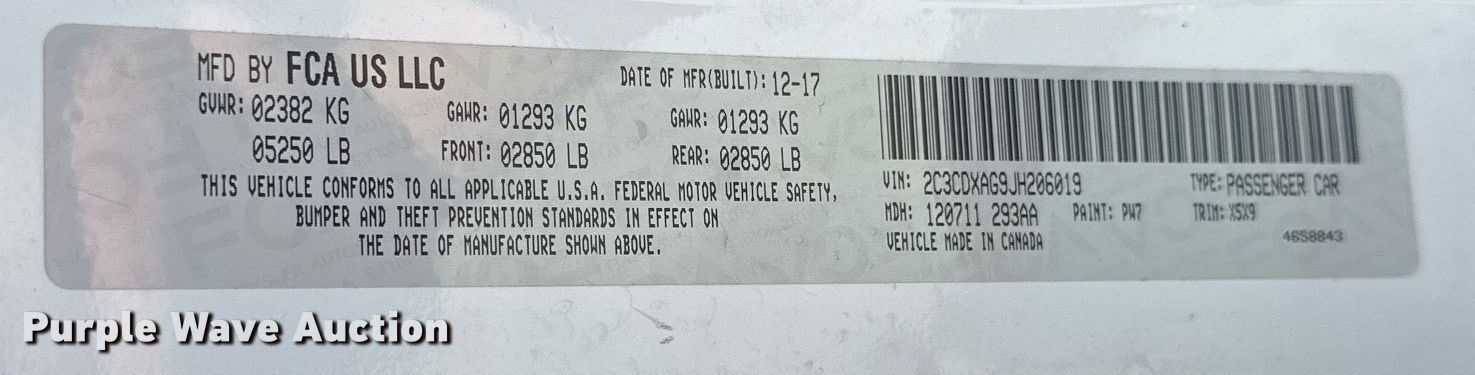 MFD BY FCA US LLC DATE OF MFR(BUILT): 12-17
GVWR: 02382 KG GAWR: 01293 KG GAWR: 01293 KG
05250 LB FRONT: 02850 LB REAR: 02850 LB
THIS VEHICLE CONFORMS TO ALL APPLICABLE U.S.A. FEDERAL MOTOR VEHICLE SAFETY,
BUMPER AND THEFT PREVENTION STANDARDS IN EFFECT ON
THE DATE OF MANUFACTURE SHOWN ABOVE.
VIN: 2C3CDXAG9JH206019 TYPE: PASSENGER CAR
MDH: 120711 293AA PAINT: PW7 TRIM: X5X9
VEHICLE MADE IN CANADA
4658843
Purple Wave Auction